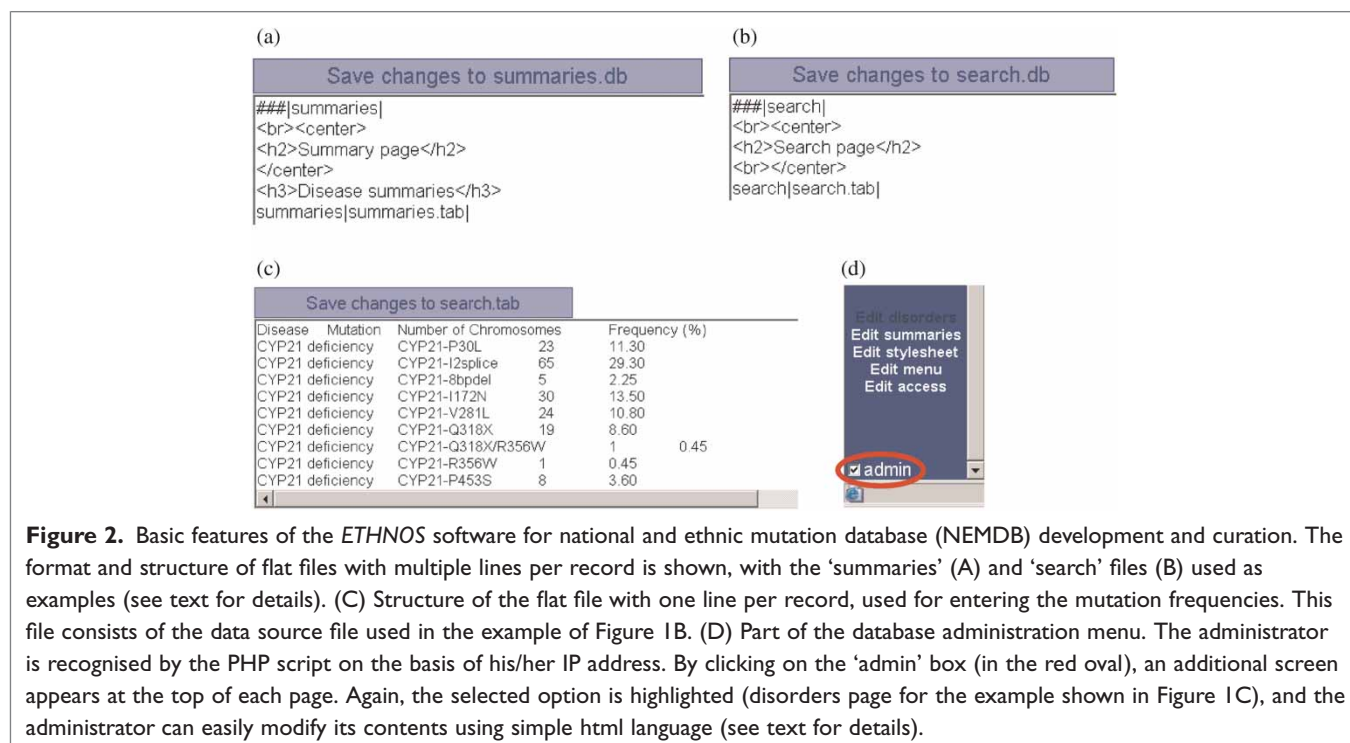 (a)
Save changes to summaries.db
###|summaries|
<br><center>
<h2>Summary page</h2>
</center>
<h3>Disease summaries</h3>
summaries|summaries.tab|
(b)
Save changes to search.db
###|search|
<br><center>
<h2>Search page</h2>
<br></center>
search|search.tab|
(c)
Save changes to search.tab
Disease Mutation Number of Chromosomes Frequency (%)
CYP21 deficiency CYP21-P30L 23 11.30
CYP21 deficiency CYP21-I2splice 65 29.30
CYP21 deficiency CYP21-8bpdel 5 2.25
CYP21 deficiency CYP21-I172N 30 13.50
CYP21 deficiency CYP21-V281L 24 10.80
CYP21 deficiency CYP21-Q318X 19 8.60
CYP21 deficiency CYP21-Q318X/R356W 1 0.45
CYP21 deficiency CYP21-R356W 1 0.45
CYP21 deficiency CYP21-P453S 8 3.60
(d)
Edit disorders
Edit summaries
Edit stylesheet
Edit menu
Edit access
admin
Figure 2. Basic features of the ETHNOS software for national and ethnic mutation database (NEMDB) development and curation. The
format and structure of flat files with multiple lines per record is shown, with the ‘summaries’ (A) and ‘search’ files (B) used as
examples (see text for details). (C) Structure of the flat file with one line per record, used for entering the mutation frequencies. This
file consists of the data source file used in the example of Figure 1B. (D) Part of the database administration menu. The administrator
is recognised by the PHP script on the basis of his/her IP address. By clicking on the ‘admin’ box (in the red oval), an additional screen
appears at the top of each page. Again, the selected option is highlighted (disorders page for the example shown in Figure 1C), and the
administrator can easily modify its contents using simple html language (see text for details).